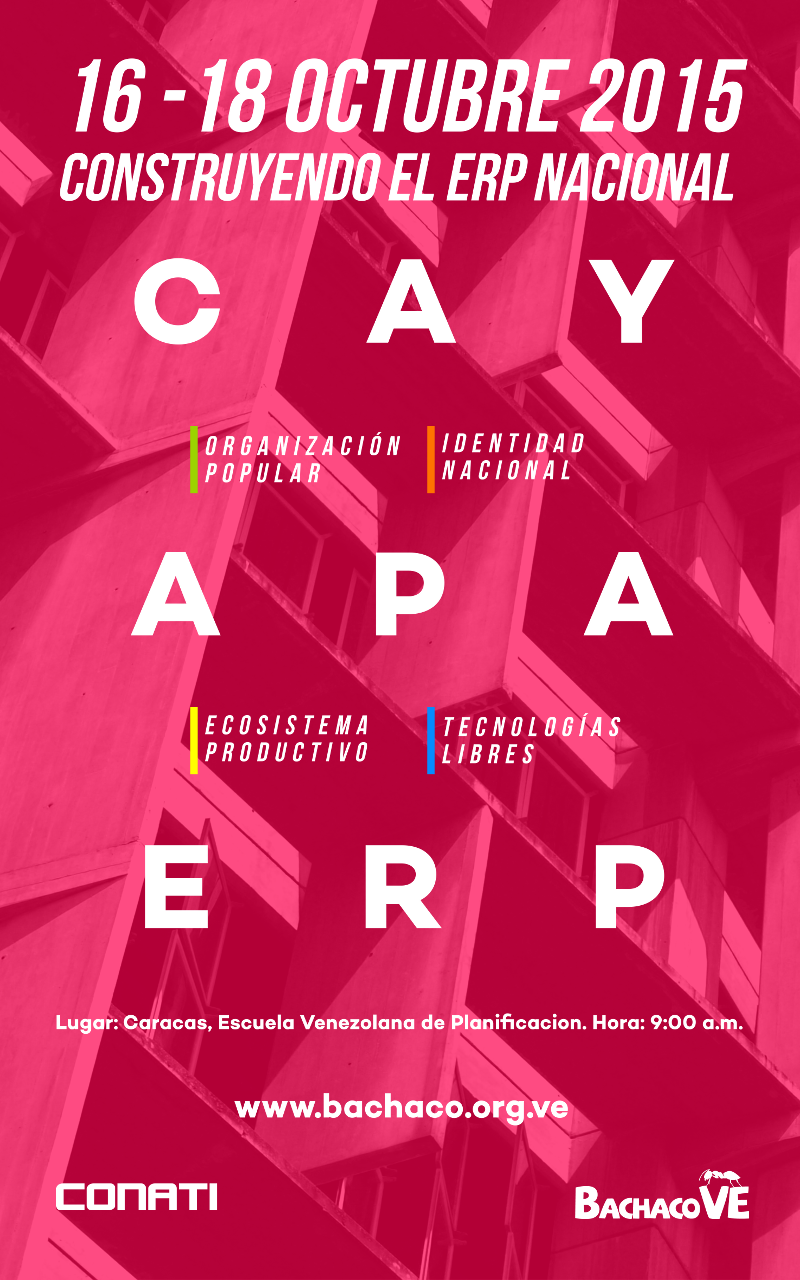 16 - 18 OCTUBRE 2015
CONSTRUYENDO EL ERP NACIONAL
C A Y
ORGANIZACIÓN
POPULAR
IDENTIDAD
NACIONAL
A P A
ECOSISTEMA
PRODUCTIVO
TECNOLOGÍAS
LIBRES
E R P
Lugar: Caracas, Escuela Venezolana de Planificacion. Hora: 9:00 a.m.
www.bachaco.org.ve
CONATI
BACHACOVE